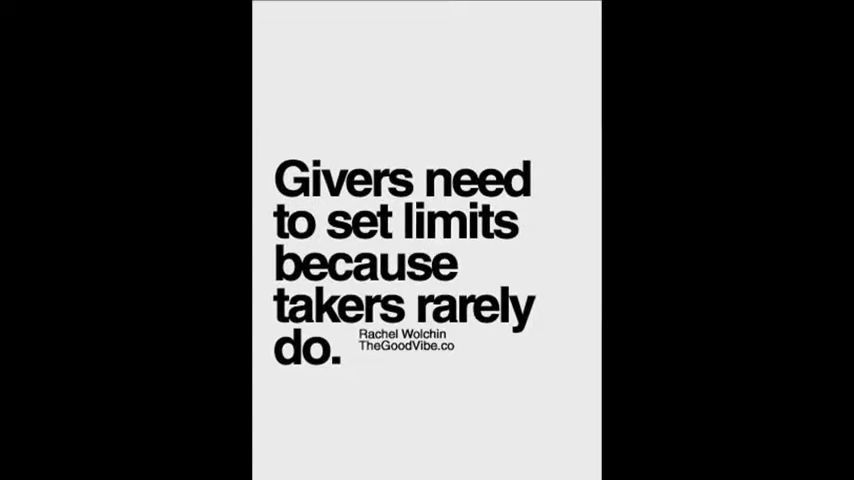 Givers need
to set limits
because
takers rarely
do.
Rachel Wolchin
TheGoodVibe.co